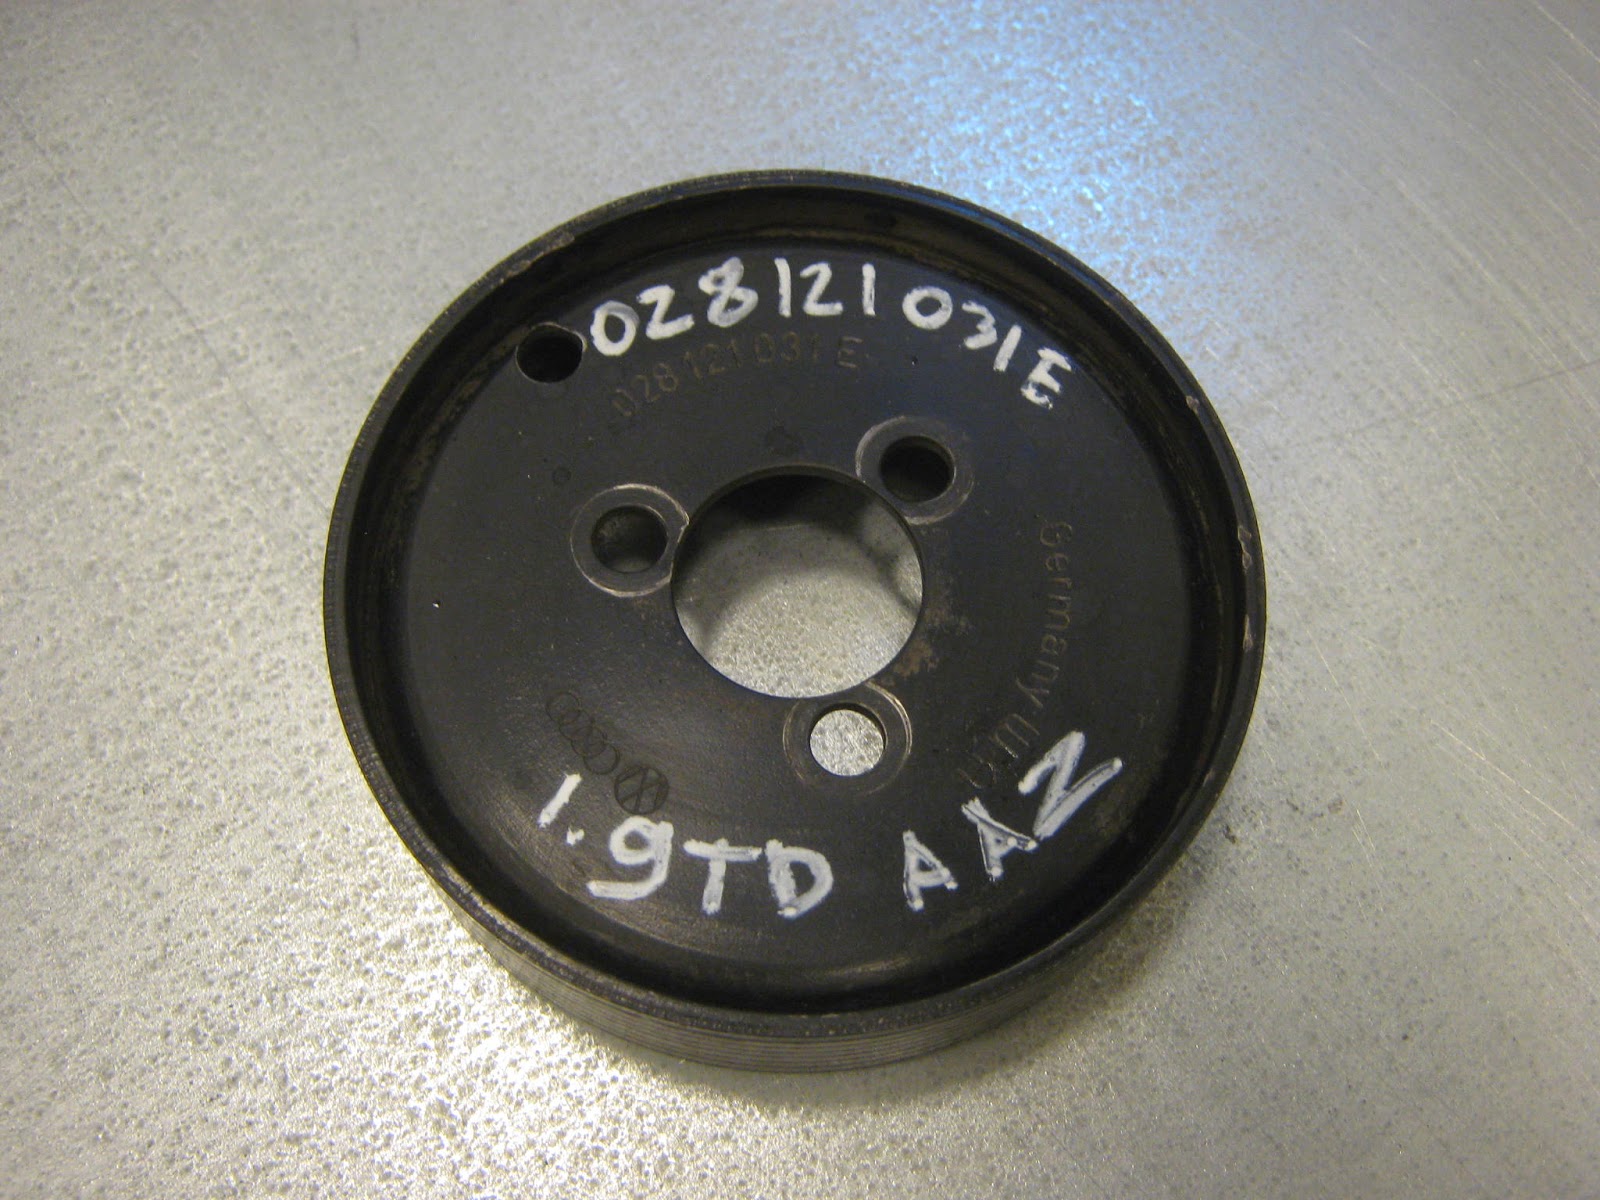 028121031E
028 121 031 E
Germany
1.9TD AAZ